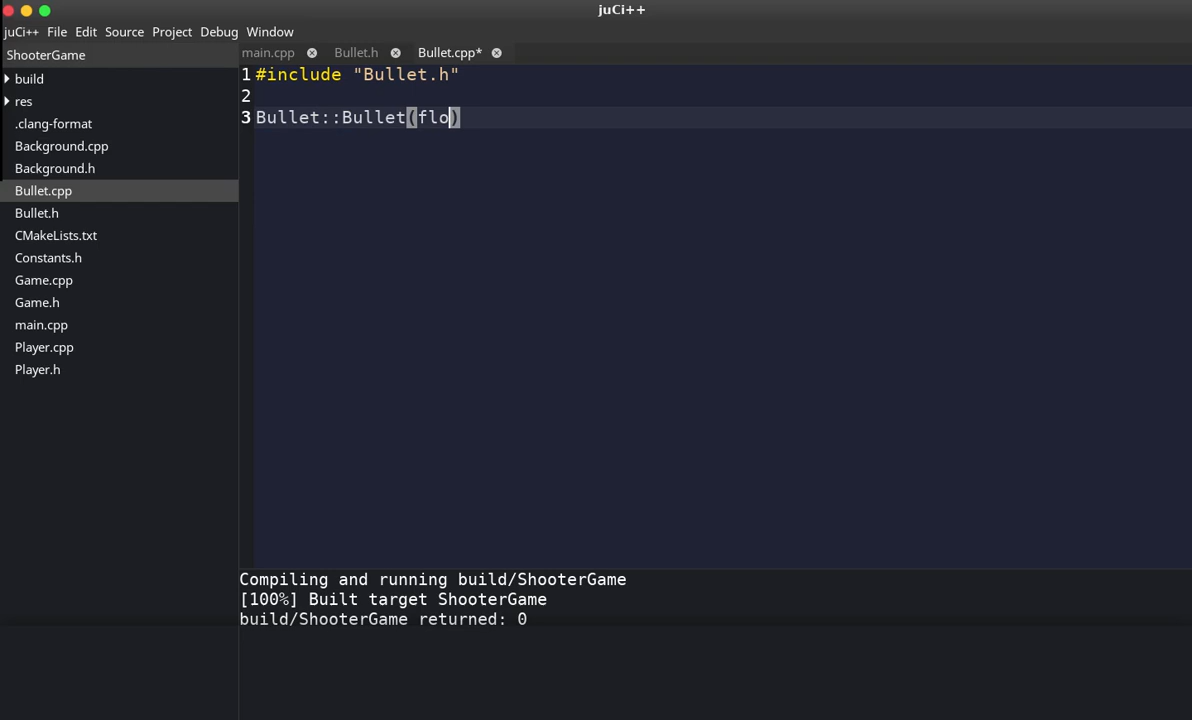 juCi++
juCi++ File Edit Source Project Debug Window
ShooterGame
main.cpp Bullet.h Bullet.cpp*
build
res
.clang-format
Background.cpp
Background.h
Bullet.cpp
Bullet.h
CMakeLists.txt
Constants.h
Game.cpp
Game.h
main.cpp
Player.cpp
Player.h
1 #include "Bullet.h"
2
3 Bullet::Bullet(flo)
Compiling and running build/ShooterGame
[100%] Built target ShooterGame
build/ShooterGame returned: 0